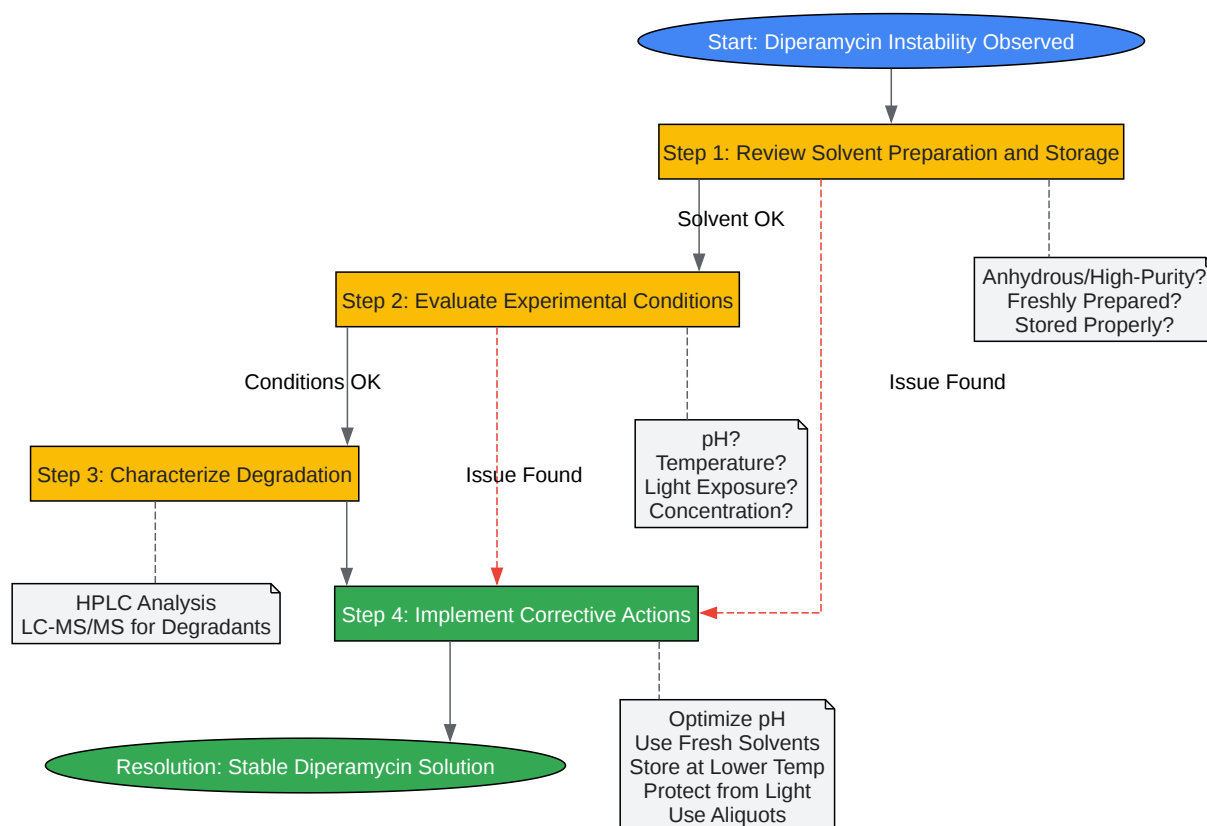 Start: Diperamycin Instability Observed
Step 1: Review Solvent Preparation and Storage
Solvent OK
Anhydrous/High-Purity?
Freshly Prepared?
Stored Properly?
Step 2: Evaluate Experimental Conditions
Conditions OK
Issue Found
pH?
Temperature?
Light Exposure?
Concentration?
Step 3: Characterize Degradation
Issue Found
HPLC Analysis
LC-MS/MS for Degradants
Step 4: Implement Corrective Actions
Optimize pH
Use Fresh Solvents
Store at Lower Temp
Protect from Light
Use Aliquots
Resolution: Stable Diperamycin Solution